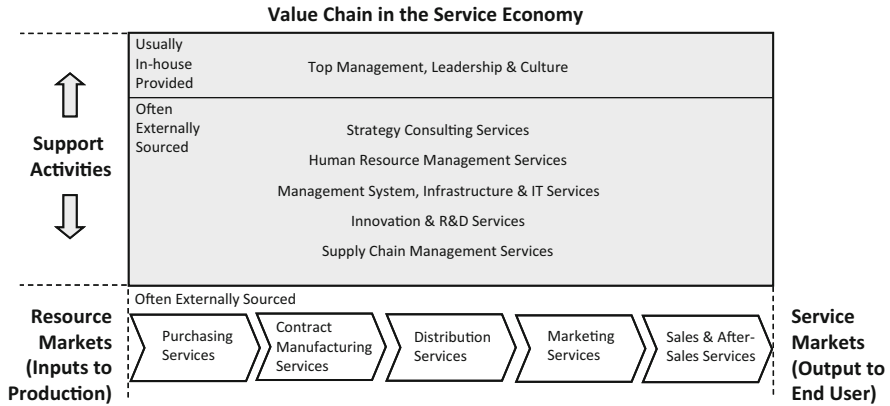 Value Chain in the Service Economy
Usually
In-house
Provided
Top Management, Leadership & Culture
Often
Externally
Sourced
Strategy Consulting Services
Human Resource Management Services
Management System, Infrastructure & IT Services
Innovation & R&D Services
Supply Chain Management Services
Support
Activities
Often Externally Sourced
Resource
Markets
(Inputs to
Production)
Purchasing
Services
Contract
Manufacturing
Services
Distribution
Services
Marketing
Services
Sales & After-
Sales Services
Service
Markets
(Output to
End User)